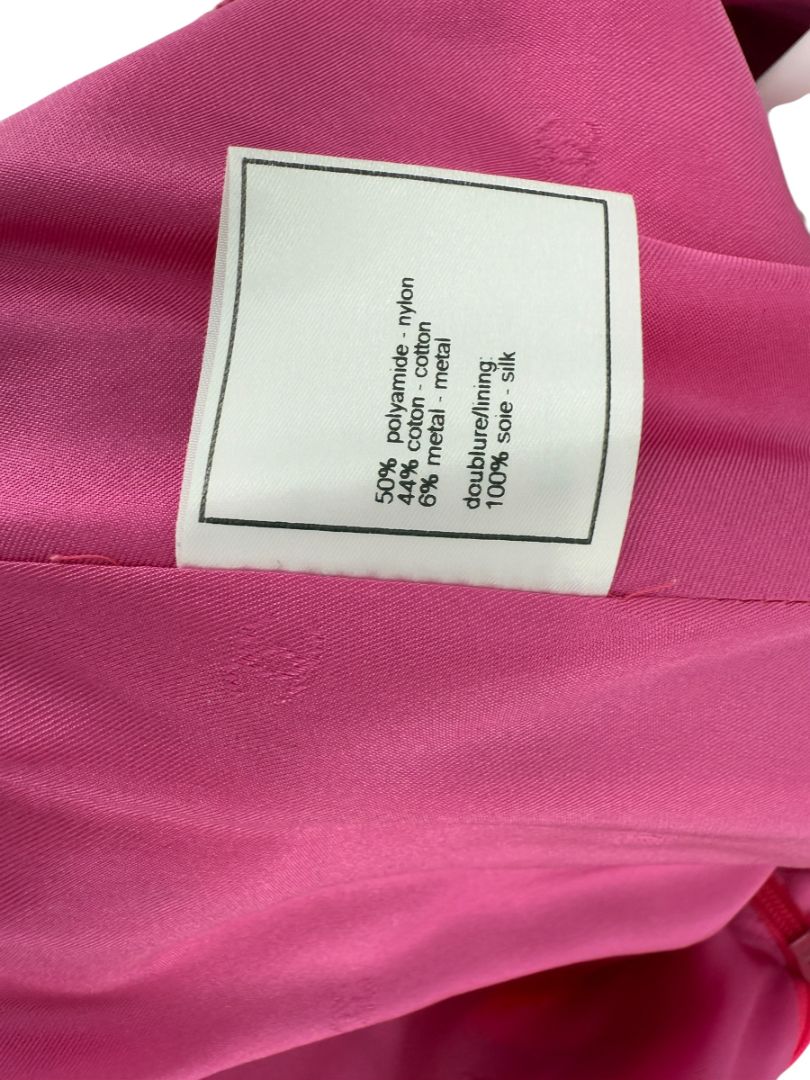 50% polyamide - nylon
44% coton - cotton
6% metal - metal
doublure/lining:
100% soie - silk